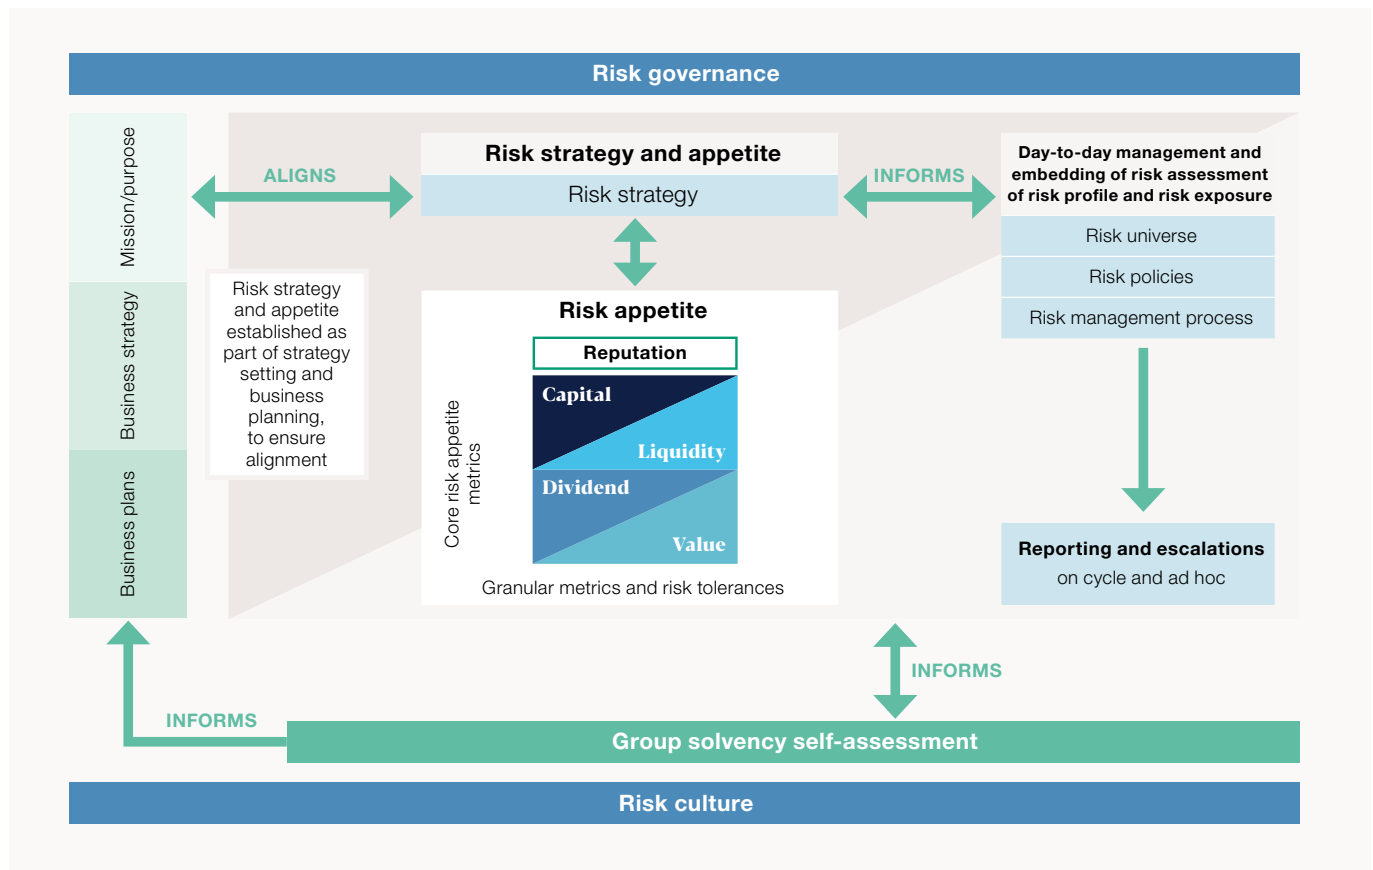 Risk governance
Mission/purpose
Business strategy
Business plans
ALIGNS
Risk strategy
and appetite
established as
part of strategy
setting and
business
planning,
to ensure
alignment
Risk strategy and appetite
Risk strategy
Risk appetite
Reputation
Capital
Liquidity
Dividend
Value
Core risk appetite
metrics
Granular metrics and risk tolerances
INFORMS
Day-to-day management and
embedding of risk assessment
of risk profile and risk exposure
Risk universe
Risk policies
Risk management process
Reporting and escalations
on cycle and ad hoc
INFORMS
INFORMS
Group solvency self-assessment
Risk culture